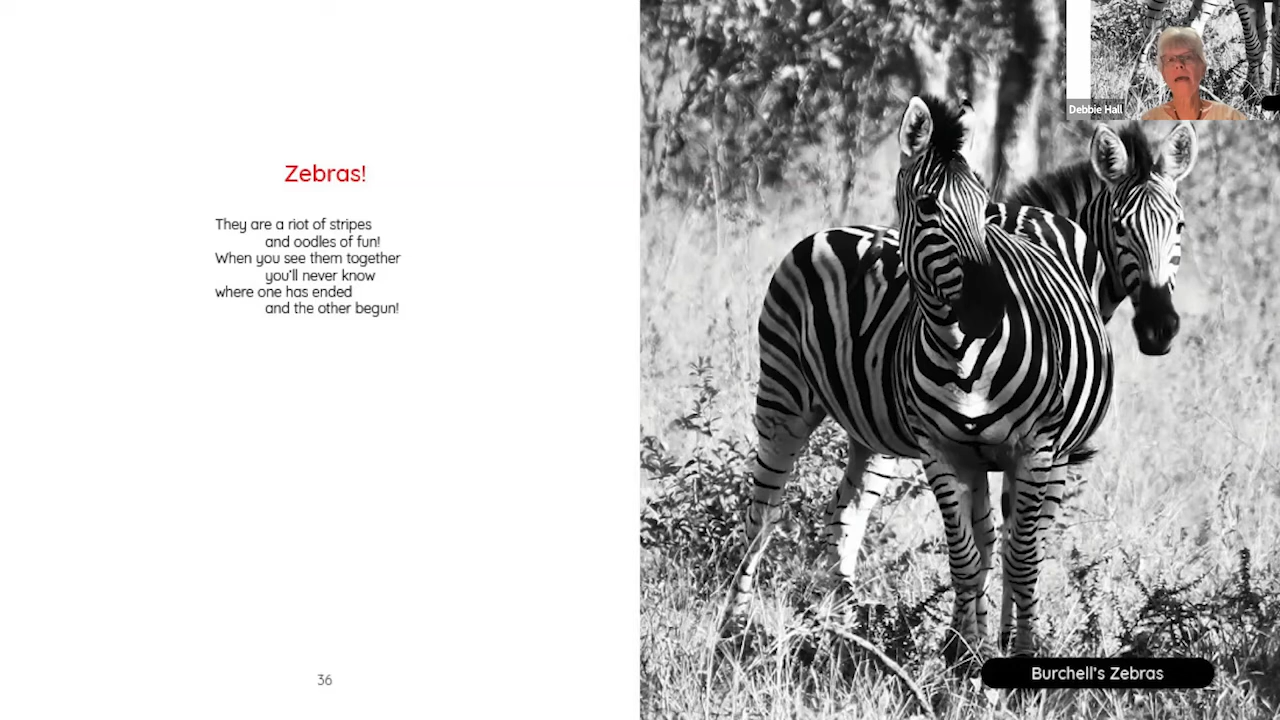 Debbie Hall
Zebras!
They are a riot of stripes
and oodles of fun!
When you see them together
you'll never know
where one has ended
and the other begun!
36
Burchell's Zebras